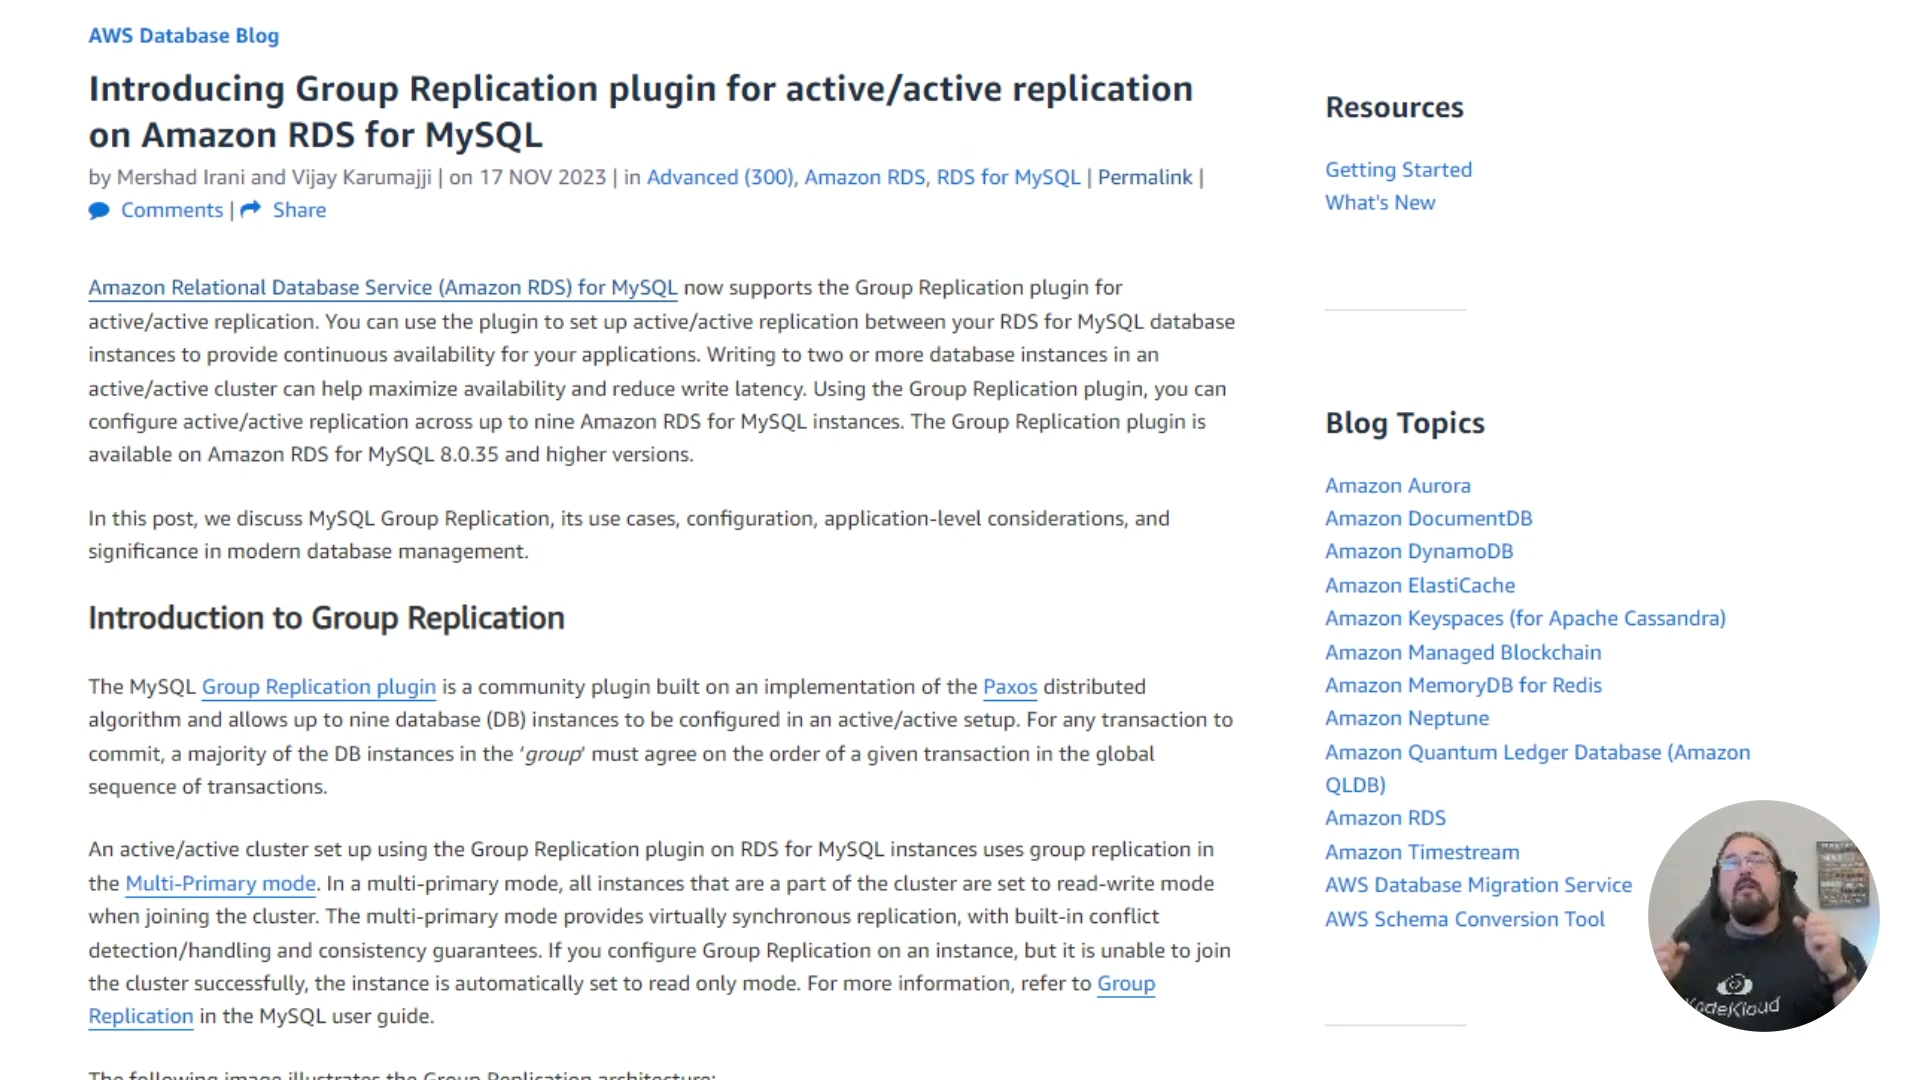 AWS Database Blog
Introducing Group Replication plugin for active/active replication
on Amazon RDS for MySQL
by Mershad Irani and Vijay Karumajji | on 17 NOV 2023 | in Advanced (300), Amazon RDS, RDS for MySQL | Permalink |
Comments | Share
Amazon Relational Database Service (Amazon RDS) for MySQL now supports the Group Replication plugin for
active/active replication. You can use the plugin to set up active/active replication between your RDS for MySQL database
instances to provide continuous availability for your applications. Writing to two or more database instances in an
active/active cluster can help maximize availability and reduce write latency. Using the Group Replication plugin, you can
configure active/active replication across up to nine Amazon RDS for MySQL instances. The Group Replication plugin is
available on Amazon RDS for MySQL 8.0.35 and higher versions.
In this post, we discuss MySQL Group Replication, its use cases, configuration, application-level considerations, and
significance in modern database management.
Introduction to Group Replication
The MySQL Group Replication plugin is a community plugin built on an implementation of the Paxos distributed
algorithm and allows up to nine database (DB) instances to be configured in an active/active setup. For any transaction to
commit, a majority of the DB instances in the 'group' must agree on the order of a given transaction in the global
sequence of transactions.
An active/active cluster set up using the Group Replication plugin on RDS for MySQL instances uses group replication in
the Multi-Primary mode. In a multi-primary mode, all instances that are a part of the cluster are set to read-write mode
when joining the cluster. The multi-primary mode provides virtually synchronous replication, with built-in conflict
detection/handling and consistency guarantees. If you configure Group Replication on an instance, but it is unable to join
the cluster successfully, the instance is automatically set to read only mode. For more information, refer to Group
Replication in the MySQL user guide.
The following image illustrates the Group Replication architecture:
Resources
Getting Started
What's New
Blog Topics
Amazon Aurora
Amazon DocumentDB
Amazon DynamoDB
Amazon ElastiCache
Amazon Keyspaces (for Apache Cassandra)
Amazon Managed Blockchain
Amazon MemoryDB for Redis
Amazon Neptune
Amazon Quantum Ledger Database (Amazon
QLDB)
Amazon RDS
Amazon Timestream
AWS Database Migration Service
AWS Schema Conversion Tool
KodeKloud